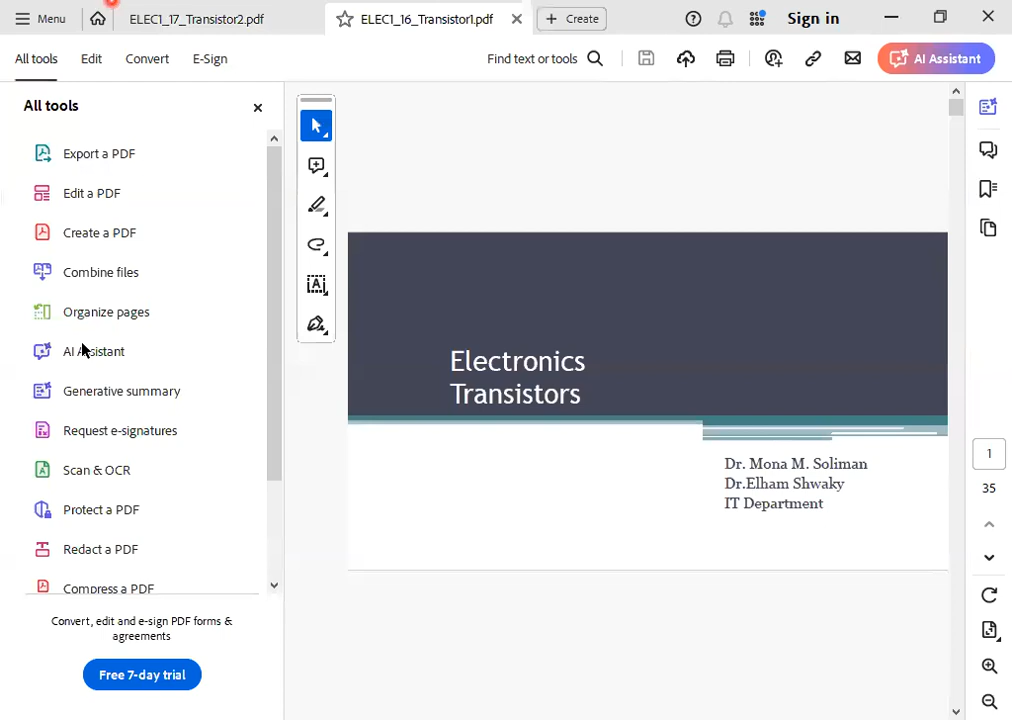 Menu
ELEC1_17_Transistor2.pdf
ELEC1_16_Transistor1.pdf
Create
Sign in
All tools
Edit
Convert
E-Sign
Find text or tools
AI Assistant
All tools
Export a PDF
Edit a PDF
Create a PDF
Combine files
Organize pages
AI Assistant
Generative summary
Request e-signatures
Scan & OCR
Protect a PDF
Redact a PDF
Compress a PDF
Convert, edit and e-sign PDF forms &
agreements
Free 7-day trial
Electronics
Transistors
Dr. Mona M. Soliman
Dr.Elham Shwaky
IT Department
1
35